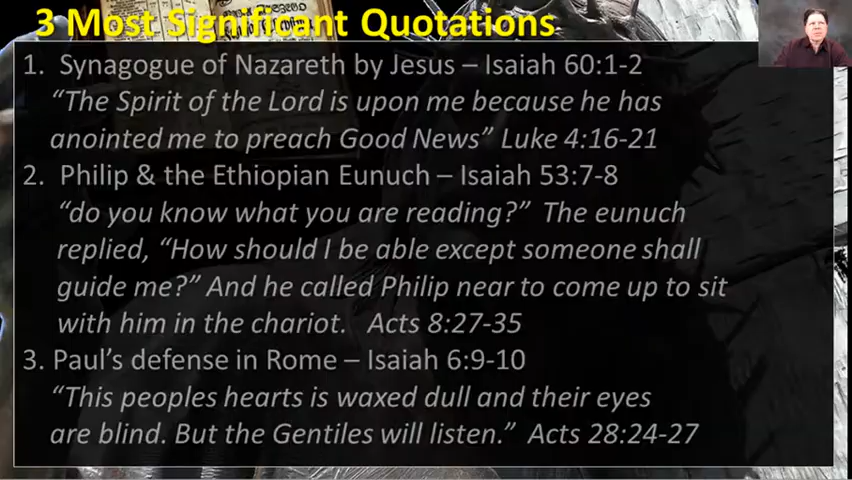 3 Most Significant Quotations
1. Synagogue of Nazareth by Jesus – Isaiah 60:1-2
“The Spirit of the Lord is upon me because he has
anointed me to preach Good News” Luke 4:16-21
2. Philip & the Ethiopian Eunuch – Isaiah 53:7-8
“do you know what you are reading?” The eunuch
replied, “How should I be able except someone shall
guide me?” And he called Philip near to come up to sit
with him in the chariot. Acts 8:27-35
3. Paul’s defense in Rome – Isaiah 6:9-10
“This peoples hearts is waxed dull and their eyes
are blind. But the Gentiles will listen.” Acts 28:24-27